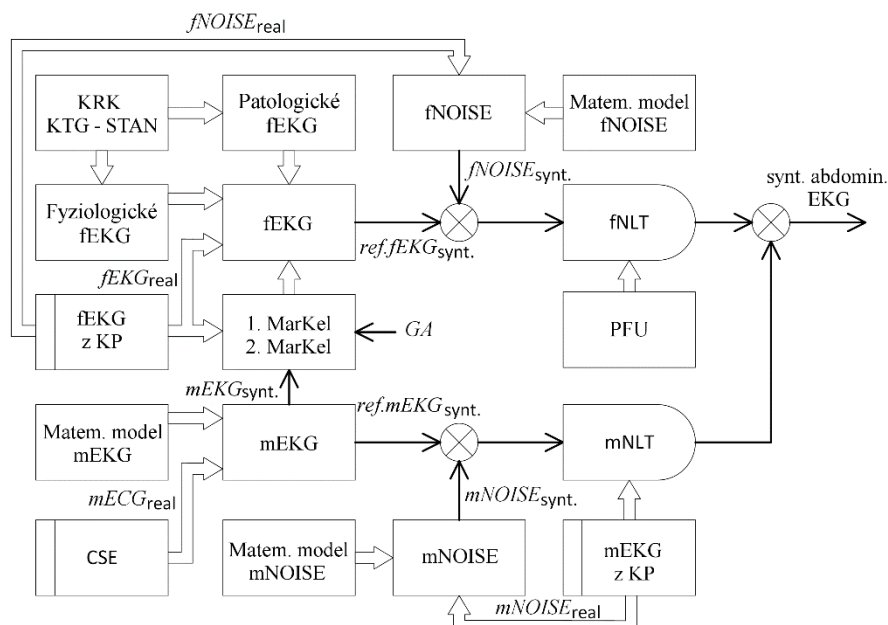 fNOISEreal
KRK
KTG - STAN
Patologické
fEKG
fNOISE
Matem. model
fNOISE
fNOISEsynt.
synt. abdomin.
EKG
Fyziologické
fEKG
fEKG
ref.fEKGsynt.
fNLT
fEKGreal
fEKG
z KP
1. MarKel
2. MarKel
GA
PFU
mEKGsynt.
ref.mEKGsynt.
Matem. model
mEKG
mEKG
mNLT
mECGreal
mNOISEsynt.
CSE
Matem. model
mNOISE
mNOISE
mEKG
z KP
mNOISEreal